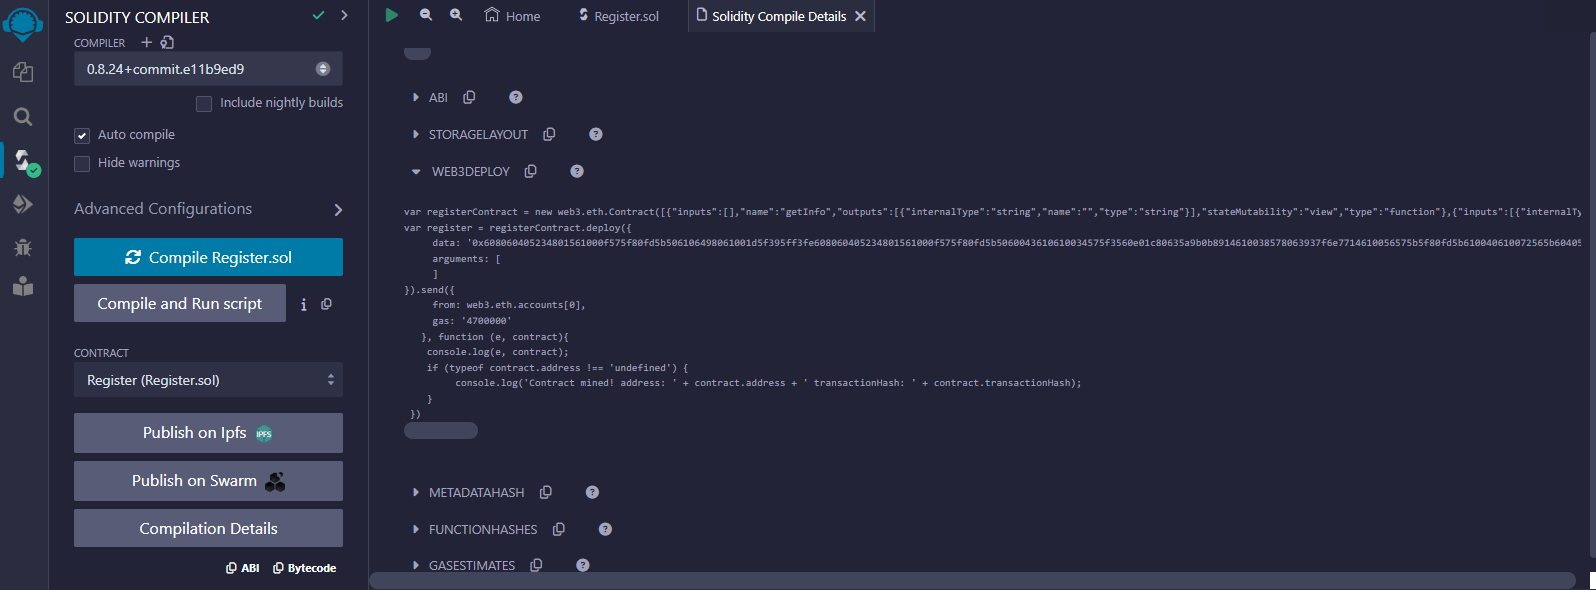 SOLIDITY COMPILER
COMPILER
0.8.24+commit.e11b9ed9
Include nightly builds
Auto compile
Hide warnings
Advanced Configurations
Compile Register.sol
Compile and Run script
CONTRACT
Register (Register.sol)
Publish on Ipfs IPFS
Publish on Swarm
Compilation Details
ABI Bytecode
Home Register.sol Solidity Compile Details
ABI
STORAGELAYOUT
WEB3DEPLOY
var registerContract = new web3.eth.Contract([{"inputs":[],"name":"getInfo","outputs":[{"internalType":"string","name":"","type":"string"}],"stateMutability":"view","type":"function"},{"inputs":[{"internalTy
var register = registerContract.deploy({
data: '0x608060405234801561000f575f80fd5b506106498061001d5f395ff3fe608060405234801561000f575f80fd5b5060043610610034575f3560e01c80635a9b0b8914610038578063937f6e7714610056575b5f80fd5b610040610072565b60405
arguments: [
]
}).send({
from: web3.eth.accounts[0],
gas: '4700000'
}, function (e, contract){
console.log(e, contract);
if (typeof contract.address !== 'undefined') {
console.log('Contract mined! address: ' + contract.address + ' transactionHash: ' + contract.transactionHash);
}
})
METADATAHASH
FUNCTIONHASHES
GASESTIMATES